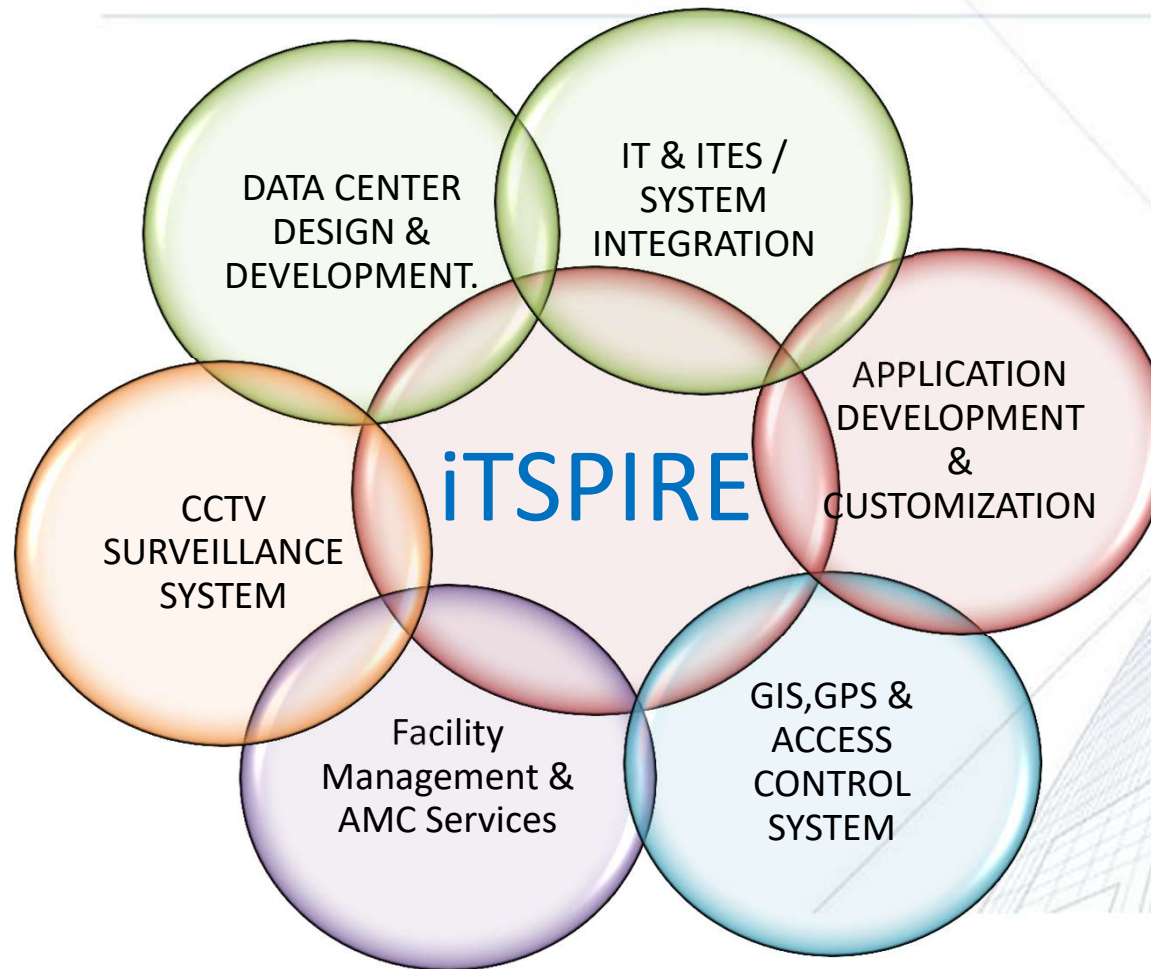 DATA CENTER
DESIGN &
DEVELOPMENT.
IT & ITES /
SYSTEM
INTEGRATION
APPLICATION
DEVELOPMENT
&
CUSTOMIZATION
iTSPIRE
CCTV
SURVEILLANCE
SYSTEM
Facility
Management &
AMC Services
GIS,GPS &
ACCESS
CONTROL
SYSTEM